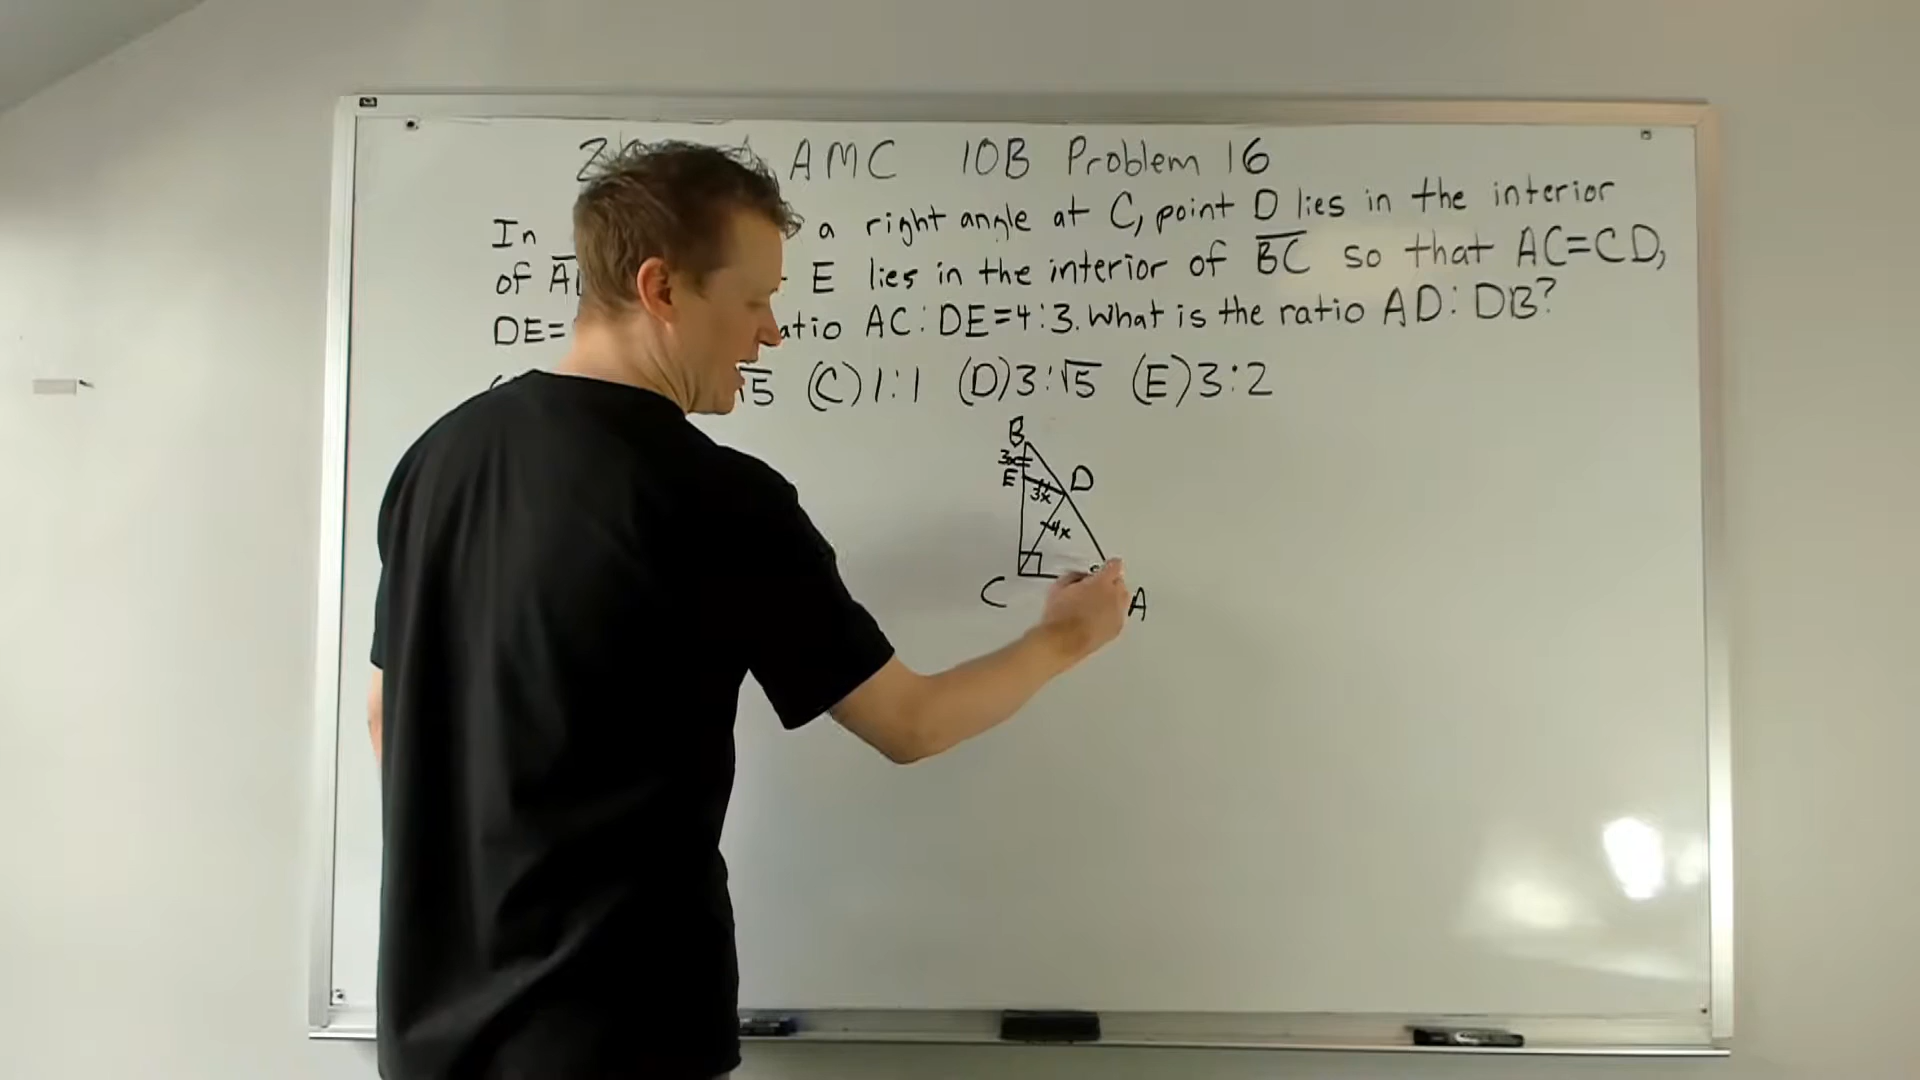 AMC 10B Problem 16
In a right angle at C, point D lies in the interior
of E lies in the interior of BC so that AC=CD,
DE= AC:DE=4:3. What is the ratio AD:DB?
√5 (C) 1:1 (D) 3:√5 (E) 3:2
B
3x
E D
3x
4x
C A